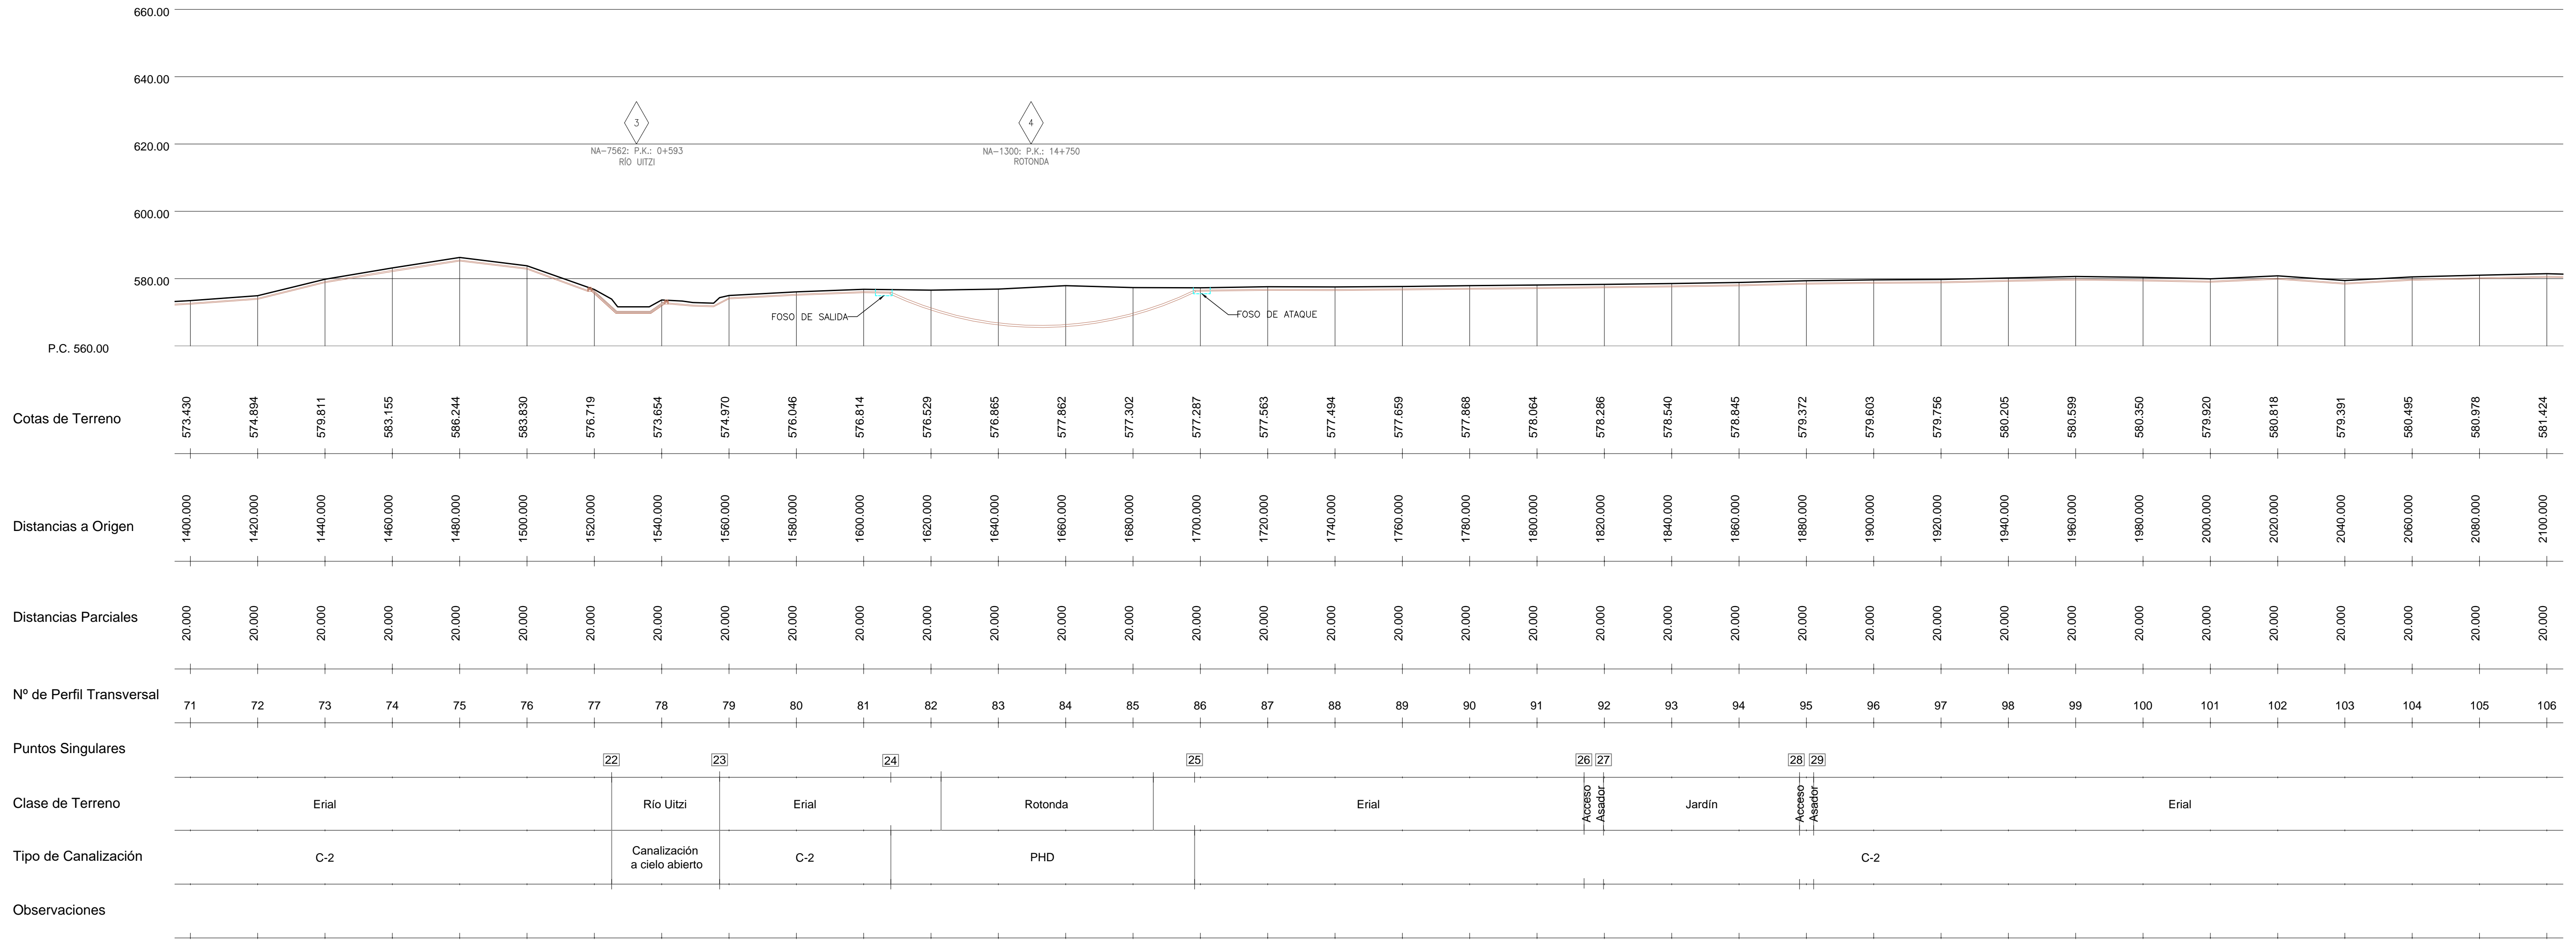 660.00
640.00
3
4
620.00
NA-7562: P.K.: 0+593
RÍO UITZI
NA-1300: P.K.: 14+750
ROTONDA
600.00
580.00
FOSO DE SALIDA
FOSO DE ATAQUE
P.C. 560.00
Cotas de Terreno
573.430 574.894 579.811 583.155 586.244 583.830 576.719 573.654 574.970 576.046 576.814 576.529 576.865 577.862 577.302 577.287 577.563 577.494 577.659 577.868 578.064 578.286 578.540 578.845 579.372 579.603 579.756 580.205 580.599 580.350 579.920 580.818 579.391 580.495 580.978 581.424
Distancias a Origen
1400.000 1420.000 1440.000 1460.000 1480.000 1500.000 1520.000 1540.000 1560.000 1580.000 1600.000 1620.000 1640.000 1660.000 1680.000 1700.000 1720.000 1740.000 1760.000 1780.000 1800.000 1820.000 1840.000 1860.000 1880.000 1900.000 1920.000 1940.000 1960.000 1980.000 2000.000 2020.000 2040.000 2060.000 2080.000 2100.000
Distancias Parciales
20.000 20.000 20.000 20.000 20.000 20.000 20.000 20.000 20.000 20.000 20.000 20.000 20.000 20.000 20.000 20.000 20.000 20.000 20.000 20.000 20.000 20.000 20.000 20.000 20.000 20.000 20.000 20.000 20.000 20.000 20.000 20.000 20.000 20.000 20.000 20.000
Nº de Perfil Transversal
71 72 73 74 75 76 77 78 79 80 81 82 83 84 85 86 87 88 89 90 91 92 93 94 95 96 97 98 99 100 101 102 103 104 105 106
Puntos Singulares
22 23 24 25 26 27 28 29
Clase de Terreno
Erial
Río Uitzi
Erial
Rotonda
Erial
Acceso
Asador
Jardín
Acceso
Asador
Erial
Tipo de Canalización
C-2
Canalización
a cielo abierto
C-2
PHD
C-2
Observaciones